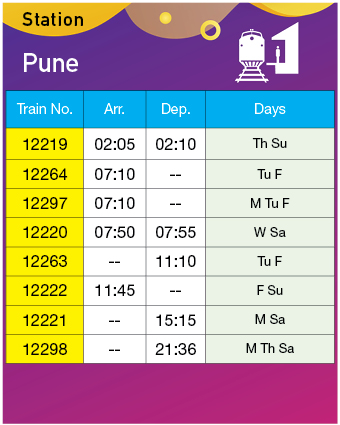 Station
Pune
1
Train No. Arr. Dep. Days
12219 02:05 02:10 Th Su
12264 07:10 -- Tu F
12297 07:10 -- M Tu F
12220 07:50 07:55 W Sa
12263 -- 11:10 Tu F
12222 11:45 -- F Su
12221 -- 15:15 M Sa
12298 -- 21:36 M Th Sa